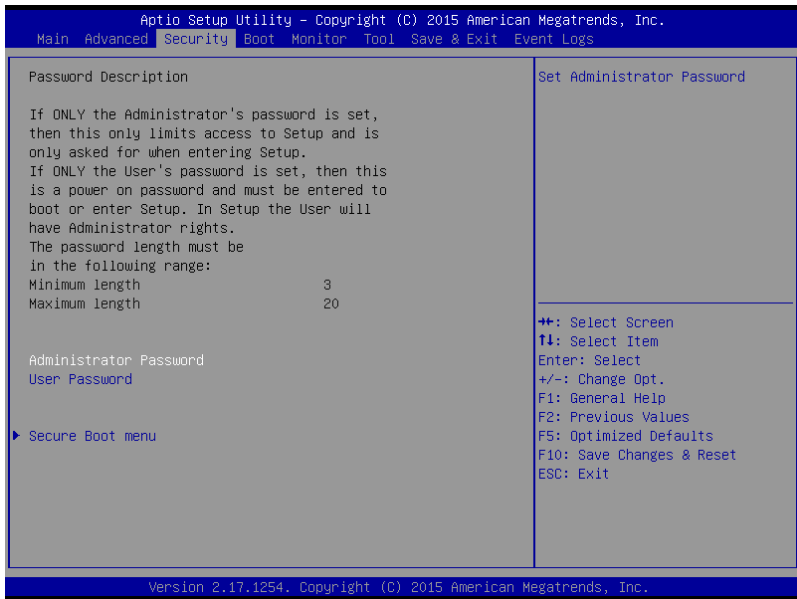 Aptio Setup Utility – Copyright (C) 2015 American Megatrends, Inc.
Main Advanced Security Boot Monitor Tool Save & Exit Event Logs
Password Description
If ONLY the Administrator's password is set,
then this only limits access to Setup and is
only asked for when entering Setup.
If ONLY the User's password is set, then this
is a power on password and must be entered to
boot or enter Setup. In Setup the User will
have Administrator rights.
The password length must be
in the following range:
Minimum length 3
Maximum length 20
Administrator Password
User Password
Secure Boot menu
Set Administrator Password
→←: Select Screen
↑↓: Select Item
Enter: Select
+/-: Change Opt.
F1: General Help
F2: Previous Values
F5: Optimized Defaults
F10: Save Changes & Reset
ESC: Exit
Version 2.17.1254. Copyright (C) 2015 American Megatrends, Inc.